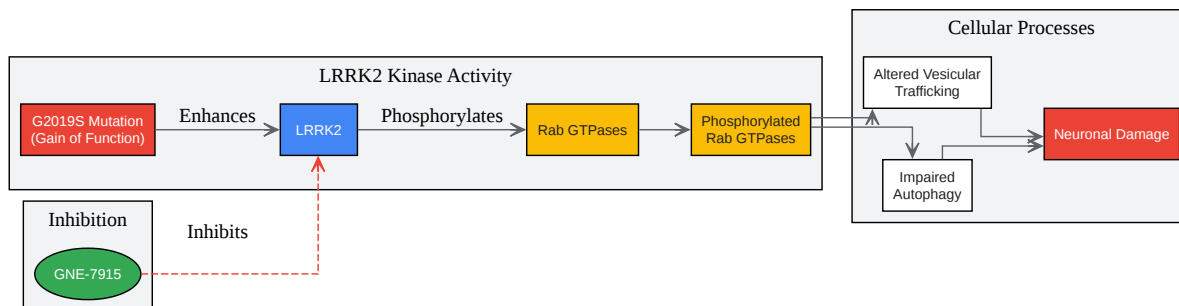 Cellular Processes
LRRK2 Kinase Activity
Altered Vesicular
Trafficking
G2019S Mutation
(Gain of Function)
Enhances
LRRK2
Phosphorylates
Rab GTPases
Phosphorylated
Rab GTPases
Neuronal Damage
Impaired
Autophagy
Inhibition
Inhibits
GNE-7915